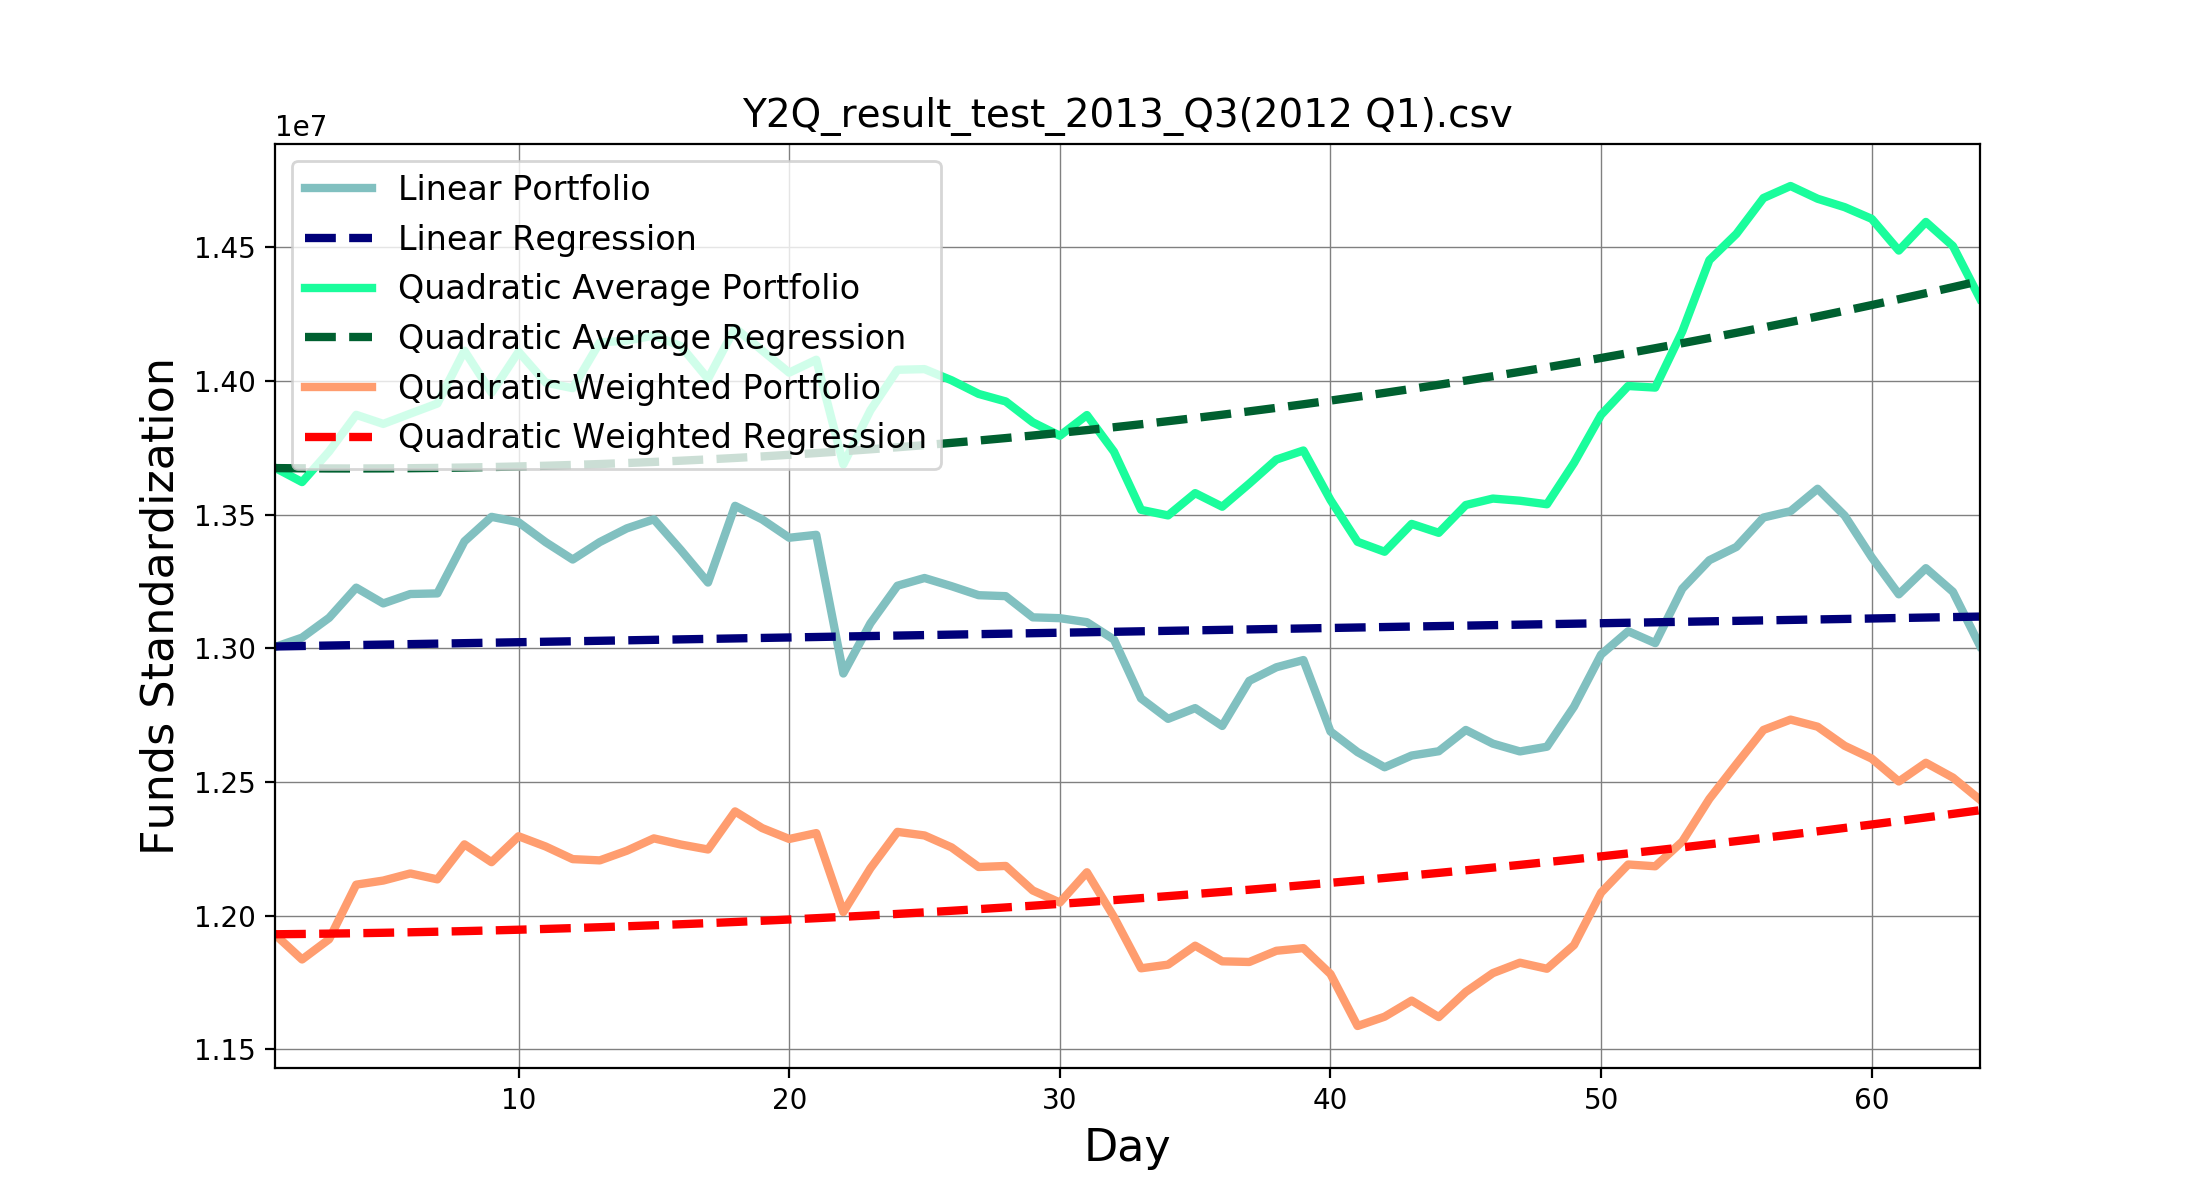 Y2Q_result_test_2013_Q3(2012 Q1).csv
1e7
Linear Portfolio
Linear Regression
Quadratic Average Portfolio
Quadratic Average Regression
Quadratic Weighted Portfolio
Quadratic Weighted Regression
1.45
1.40
1.35
1.30
1.25
1.20
1.15
Funds Standardization
10 20 30 40 50 60
Day